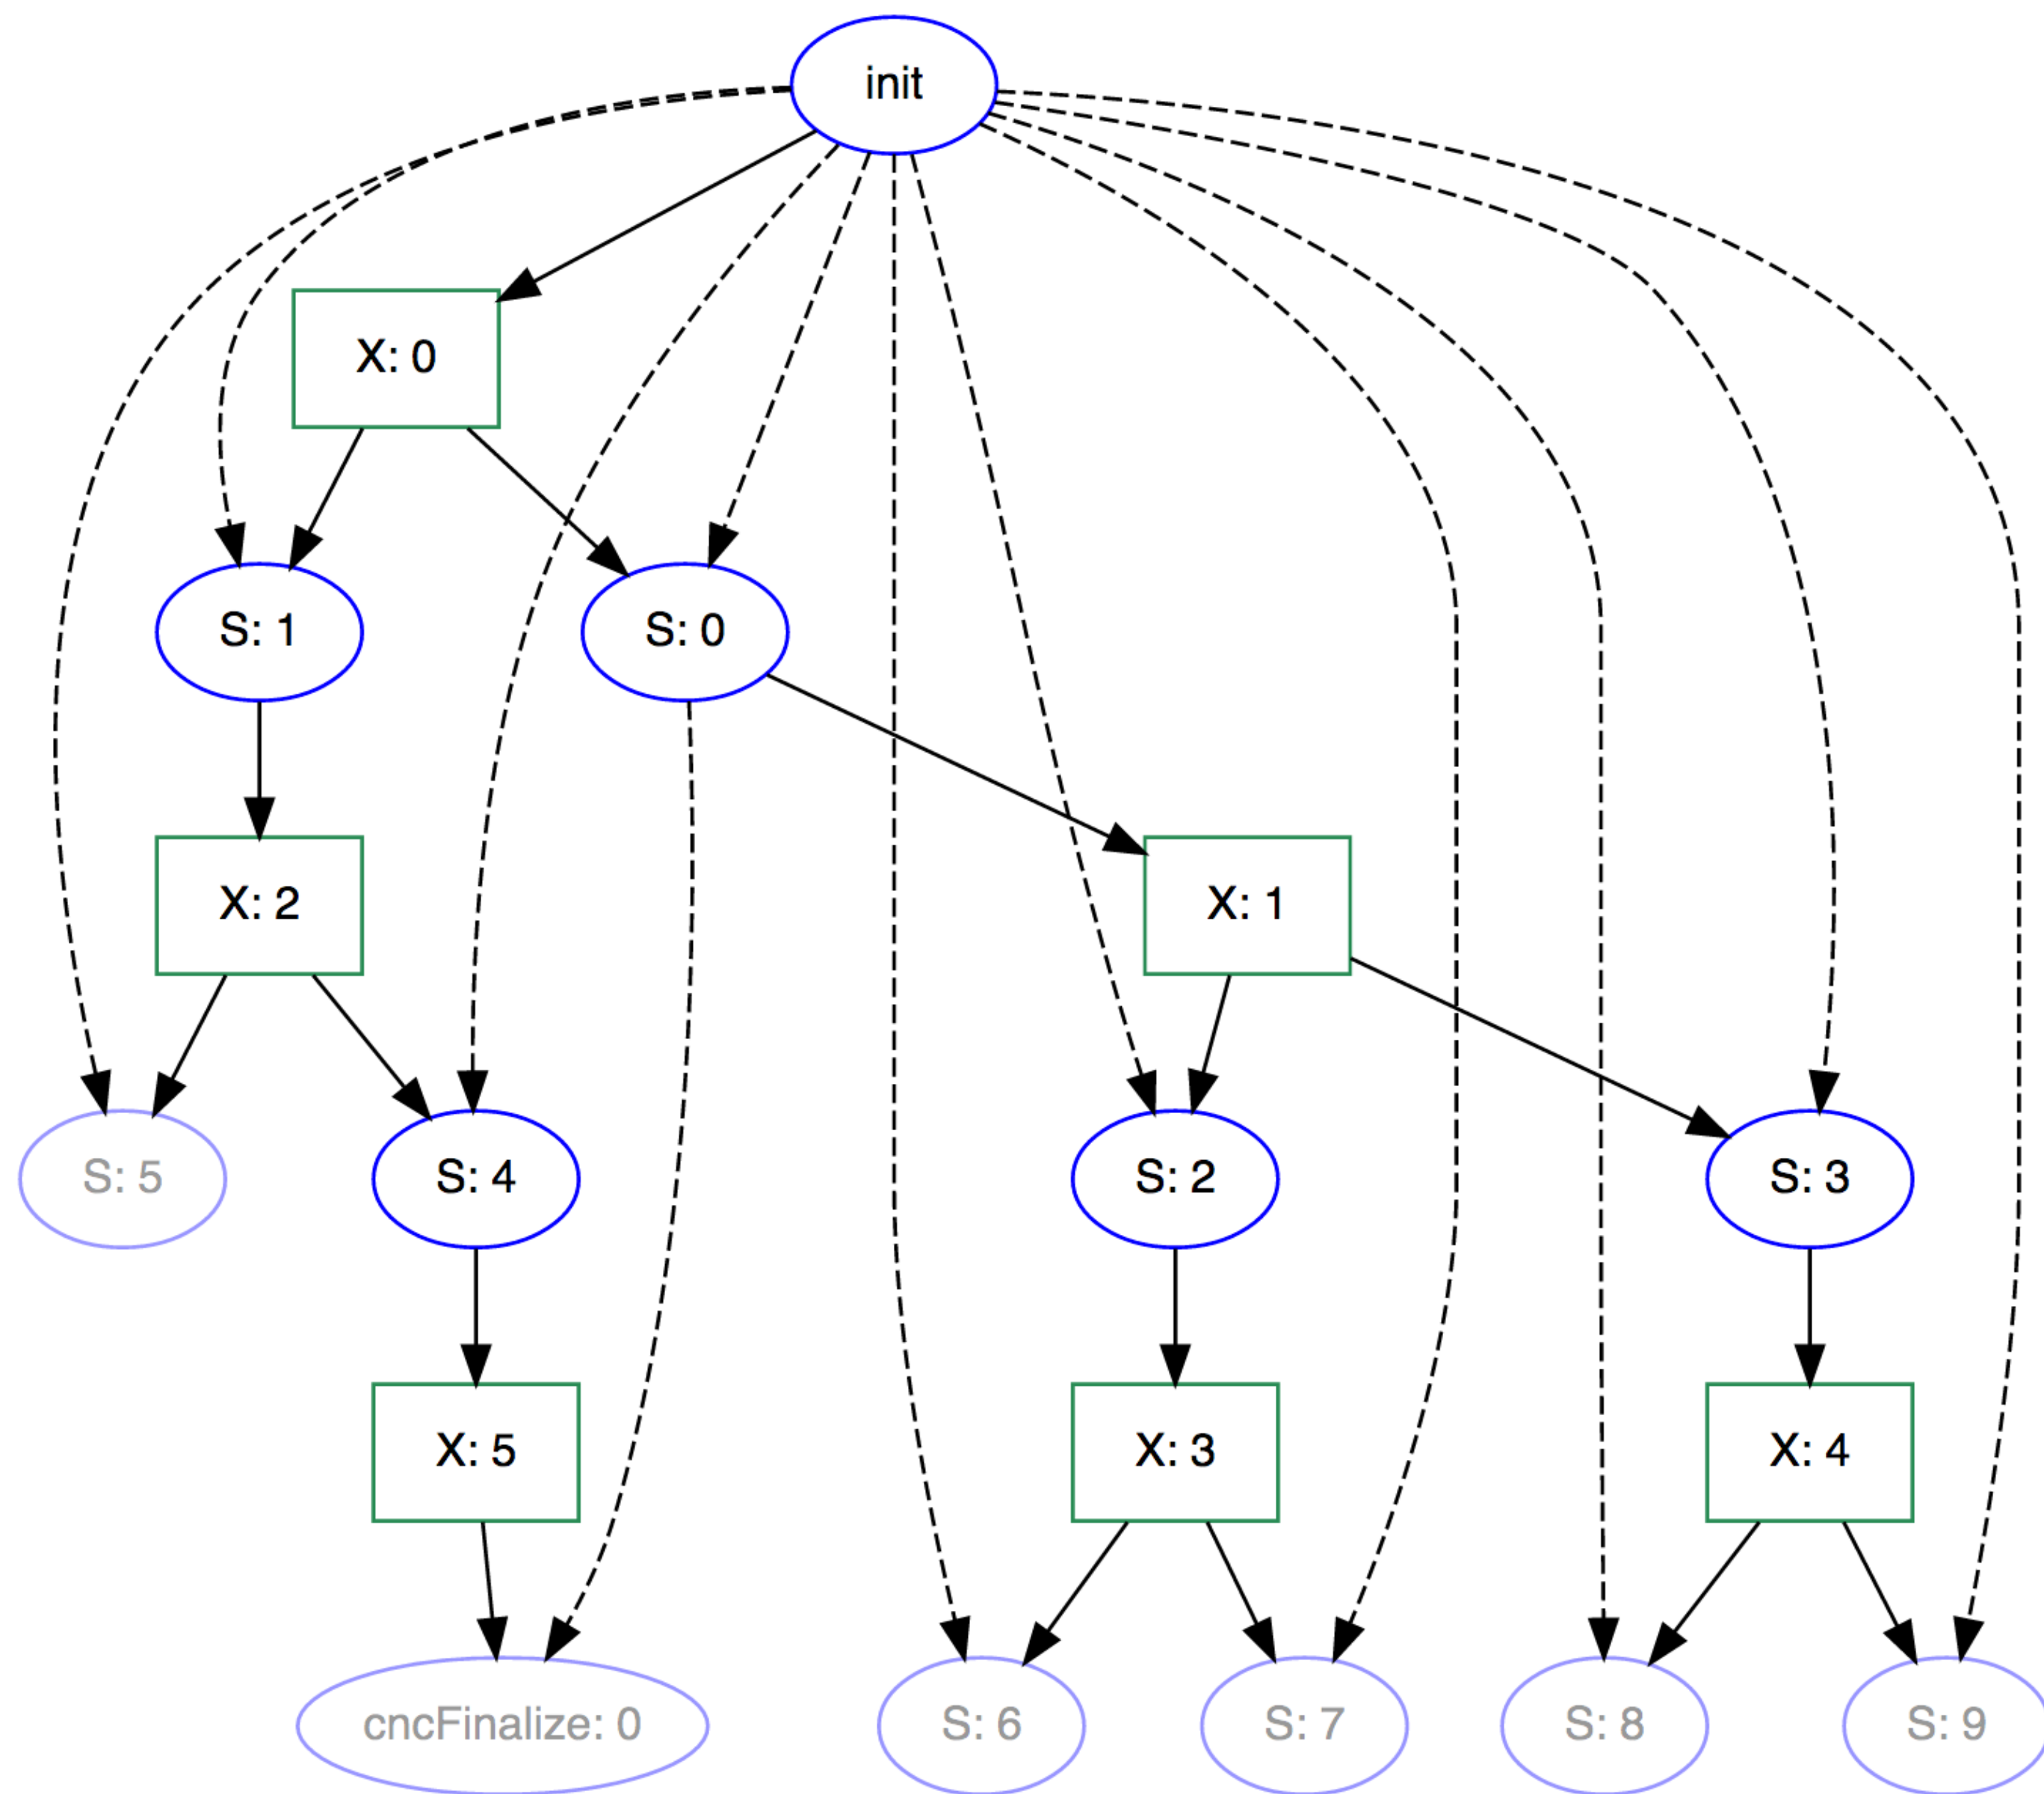 init
X: 0
S: 1
S: 0
X: 2
X: 1
S: 5
S: 4
S: 2
S: 3
X: 5
X: 3
X: 4
cncFinalize: 0
S: 6
S: 7
S: 8
S: 9